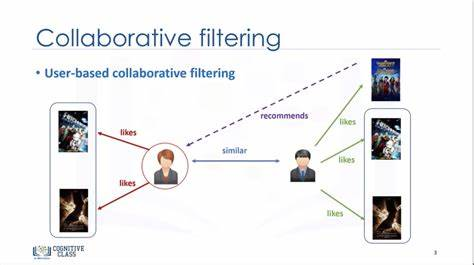 Collaborative filtering
• User-based collaborative filtering
recommends
likes
likes
similar
likes
likes
likes
COGNITIVE
CLASS
3